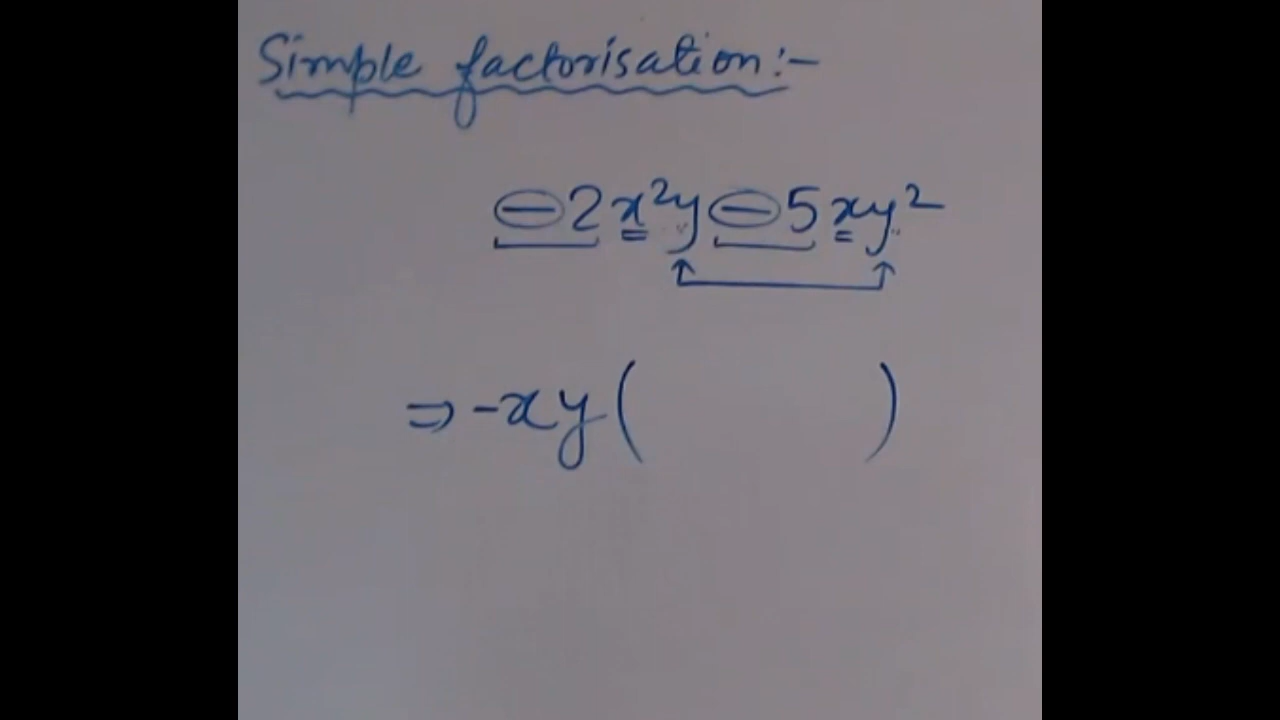 Simple factorisation:-
-2x²y-5xy²
⇒-xy( )